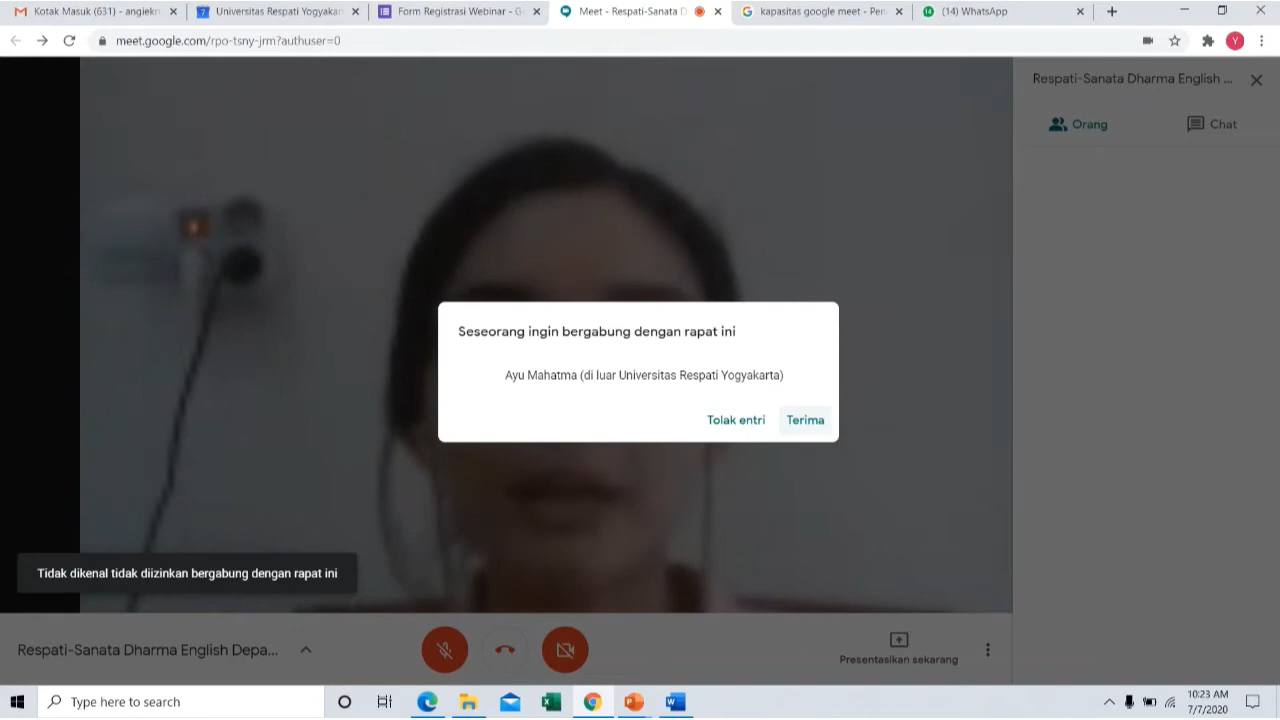 Kotak Masuk (631) - angiekr
Universitas Respati Yogyakar
Form Registrasi Webinar - G
Meet - Respati-Sanata D
kapasitas google meet - Pen
(14) WhatsApp
meet.google.com/rpo-tsny-jrm?authuser=0
Y
Respati-Sanata Dharma English ...
Orang
Chat
Seseorang ingin bergabung dengan rapat ini
Ayu Mahatma (di luar Universitas Respati Yogyakarta)
Tolak entri
Terima
Tidak dikenal tidak diizinkan bergabung dengan rapat ini
Respati-Sanata Dharma English Depa...
Presentasikan sekarang
Type here to search
10:23 AM
7/7/2020